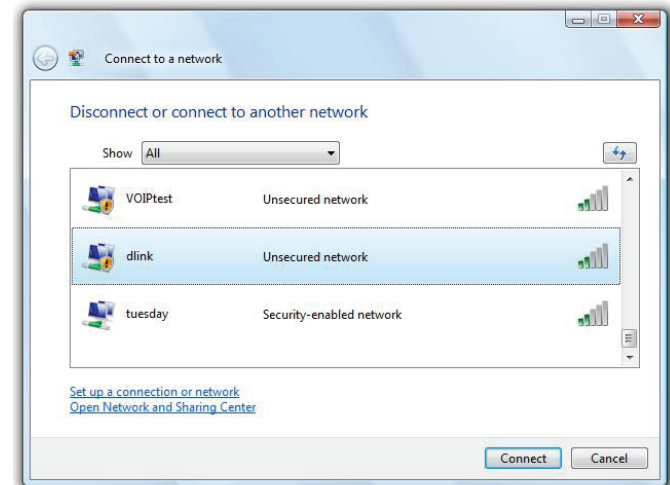 Connect to a network
Disconnect or connect to another network
Show All
VOIPtest Unsecured network
dlink Unsecured network
tuesday Security-enabled network
Set up a connection or network
Open Network and Sharing Center
Connect Cancel